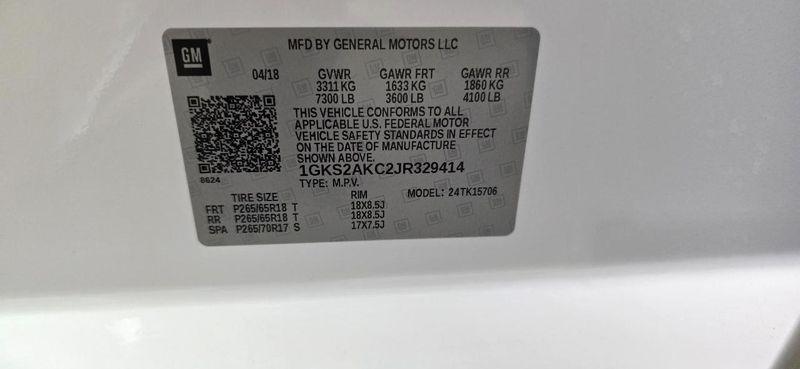 GM
MFD BY GENERAL MOTORS LLC
04/18 GVWR GAWR FRT GAWR RR
3311 KG 1633 KG 1860 KG
7300 LB 3600 LB 4100 LB
THIS VEHICLE CONFORMS TO ALL
APPLICABLE U.S. FEDERAL MOTOR
VEHICLE SAFETY STANDARDS IN EFFECT
ON THE DATE OF MANUFACTURE
SHOWN ABOVE.
8624
1GKS2AKC2JR329414
TYPE: M.P.V. MODEL: 24TK15706
TIRE SIZE RIM
FRT P265/65R18 T 18X8.5J
RR P265/65R18 T 18X8.5J
SPA P265/70R17 S 17X7.5J